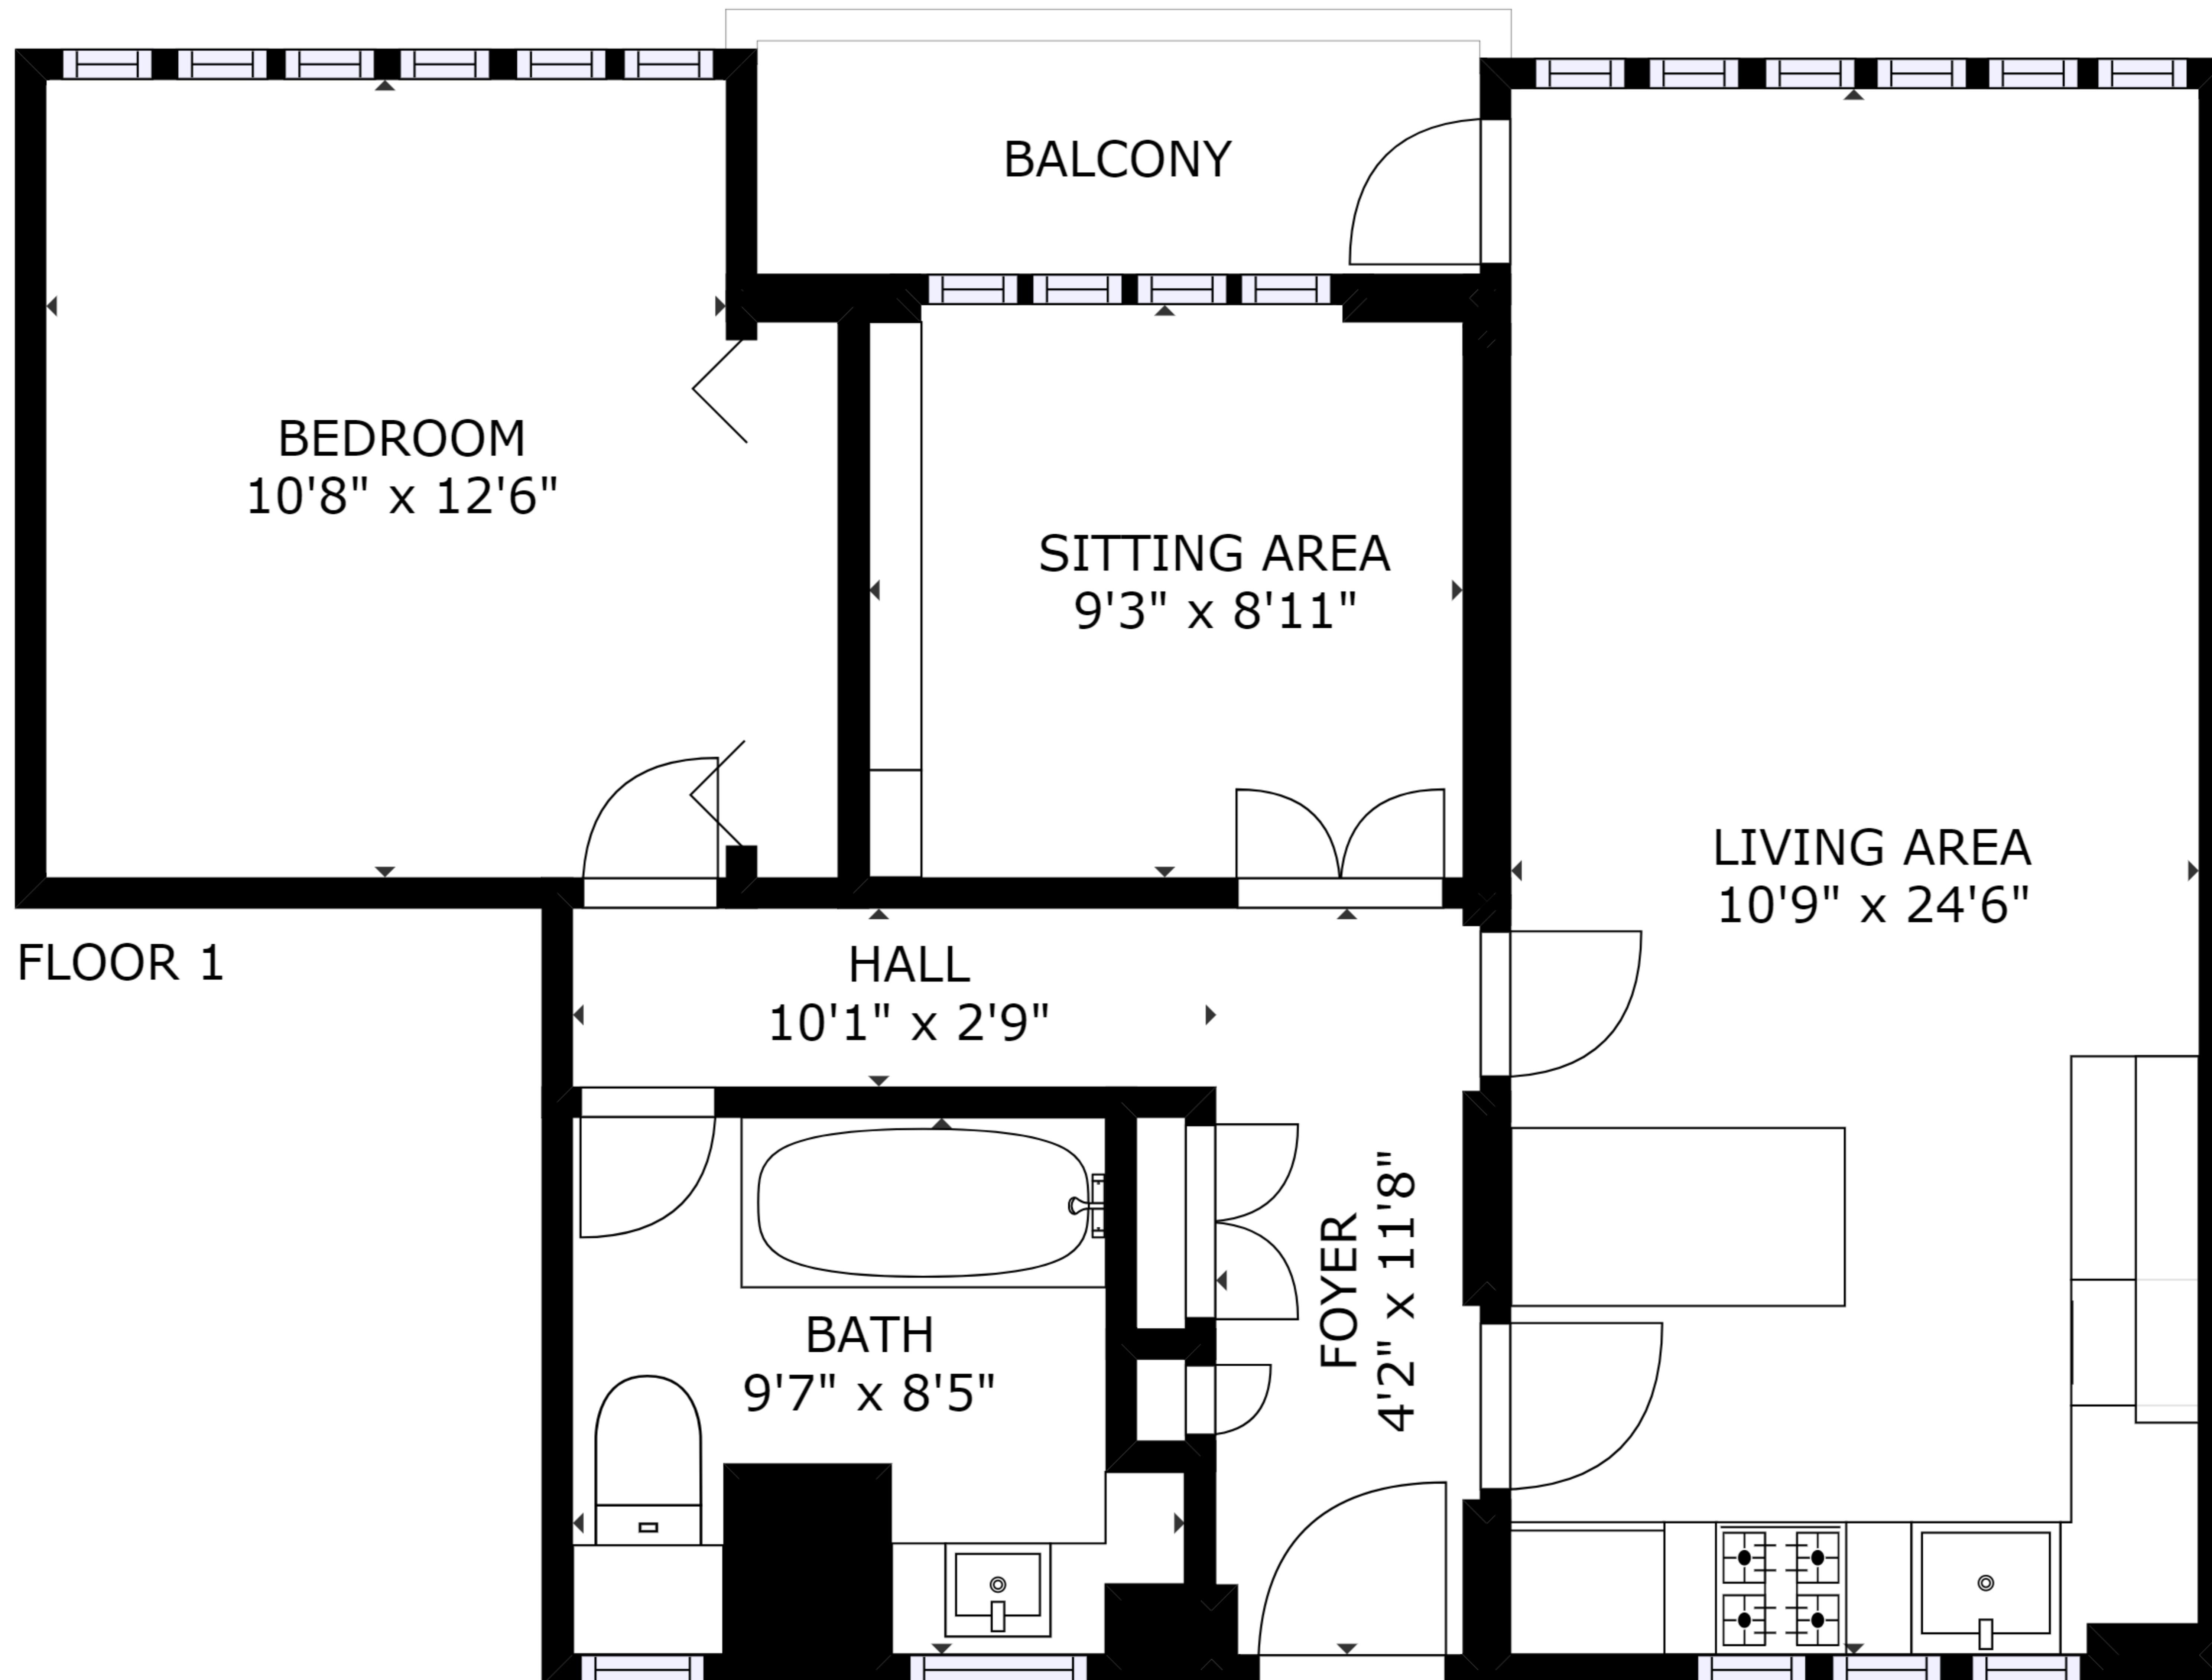 BALCONY
BEDROOM
10'8" x 12'6"
SITTING AREA
9'3" x 8'11"
LIVING AREA
10'9" x 24'6"
FLOOR 1
HALL
10'1" x 2'9"
BATH
9'7" x 8'5"
FOYER
4'2" x 11'8"